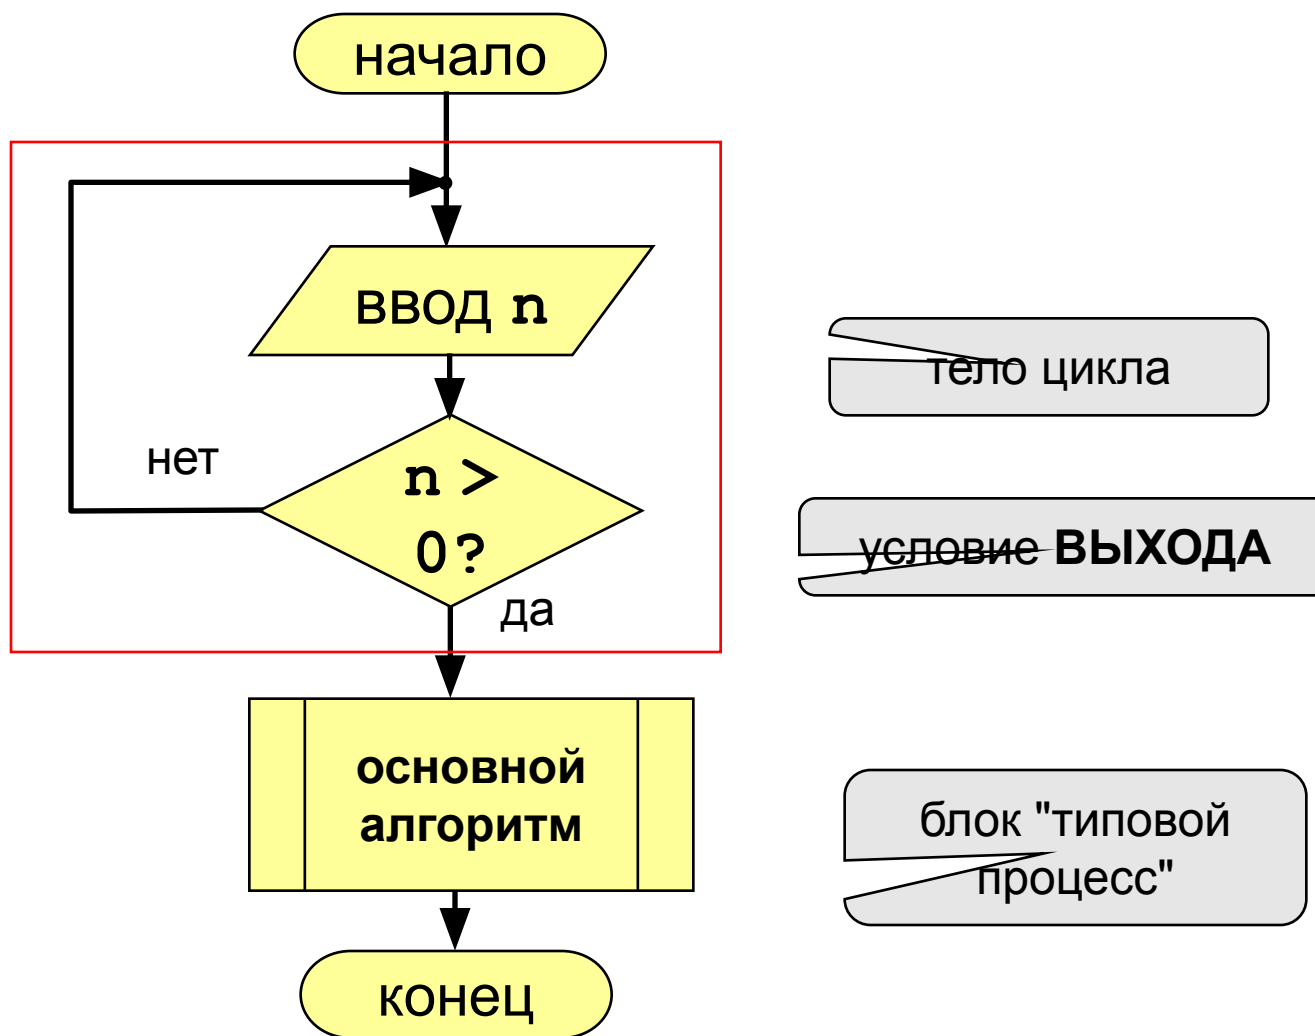 начало
ввод n
тело цикла
нет
n >
0?
условие ВЫХОДА
да
основной
алгоритм
блок "типовой
процесс"
конец